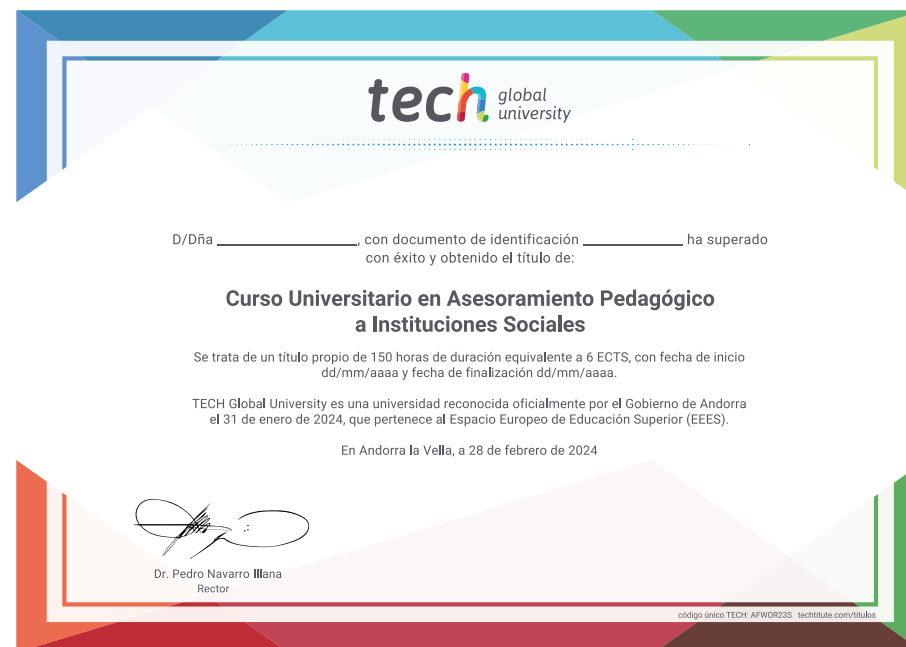 tech global university
D/Dña ____________________, con documento de identificación ______________ ha superado
con éxito y obtenido el título de:
Curso Universitario en Asesoramiento Pedagógico
a Instituciones Sociales
Se trata de un título propio de 150 horas de duración equivalente a 6 ECTS, con fecha de inicio
dd/mm/aaaa y fecha de finalización dd/mm/aaaa.
TECH Global University es una universidad reconocida oficialmente por el Gobierno de Andorra
el 31 de enero de 2024, que pertenece al Espacio Europeo de Educación Superior (EEES).
En Andorra la Vella, a 28 de febrero de 2024
Dr. Pedro Navarro Illana
Rector
código único TECH: AFWOR23S techtitute.com/titulos